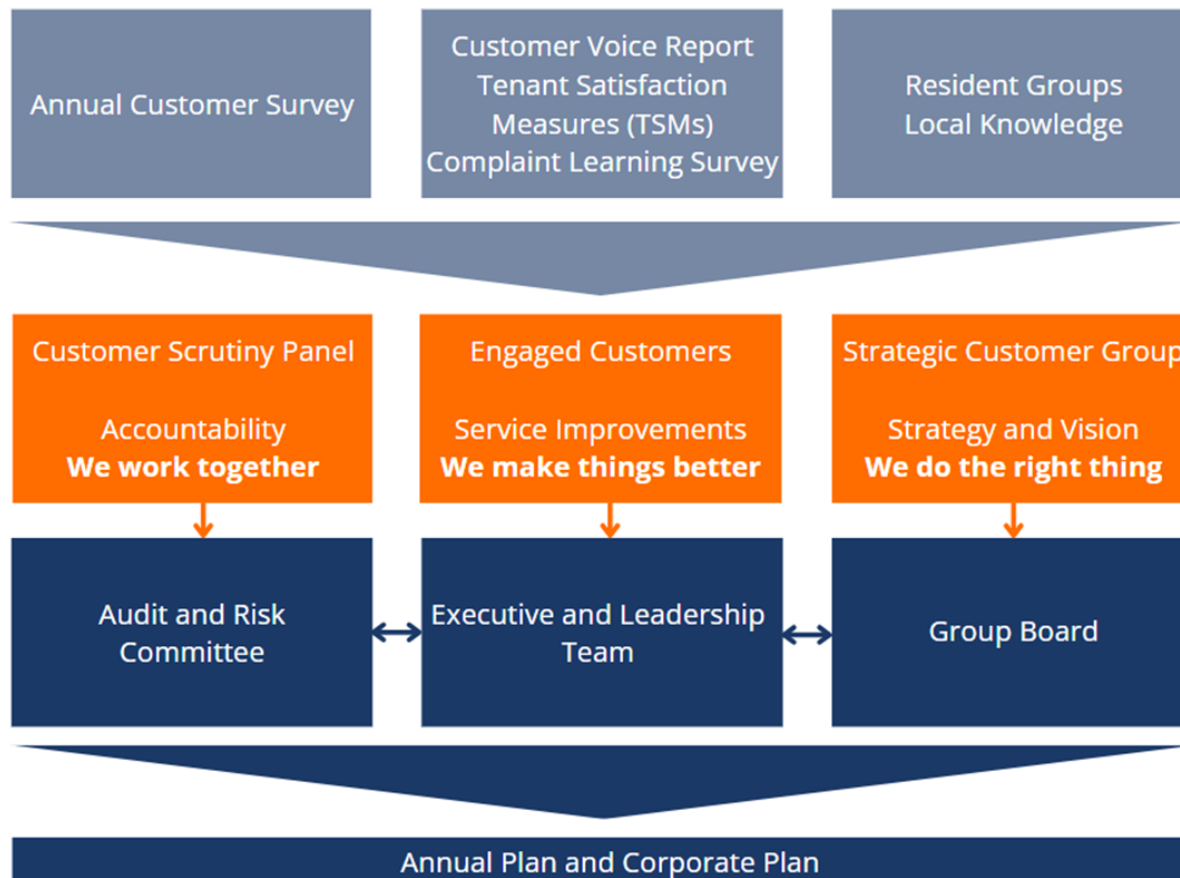 Annual Customer Survey
Customer Voice Report
Tenant Satisfaction
Measures (TSMs)
Complaint Learning Survey
Resident Groups
Local Knowledge
Customer Scrutiny Panel
Accountability
We work together
Engaged Customers
Service Improvements
We make things better
Strategic Customer Group
Strategy and Vision
We do the right thing
Audit and Risk
Committee
Executive and Leadership
Team
Group Board
Annual Plan and Corporate Plan